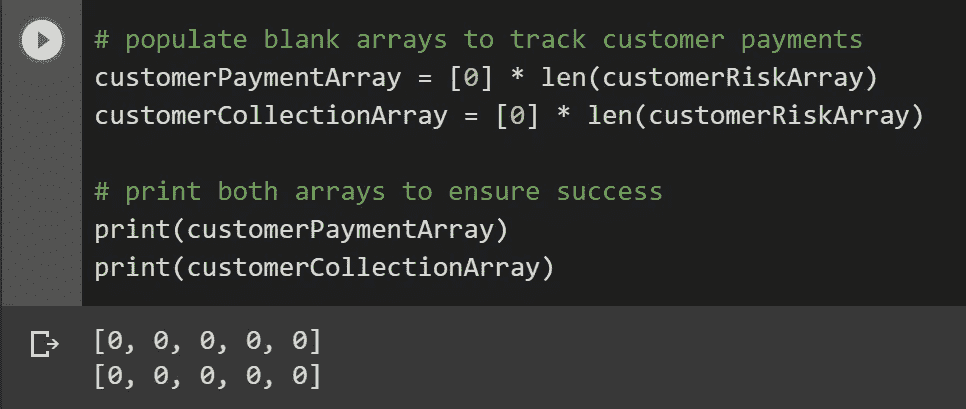 # populate blank arrays to track customer payments
customerPaymentArray = [0] * len(customerRiskArray)
customerCollectionArray = [0] * len(customerRiskArray)
# print both arrays to ensure success
print(customerPaymentArray)
print(customerCollectionArray)
[0, 0, 0, 0, 0]
[0, 0, 0, 0, 0]